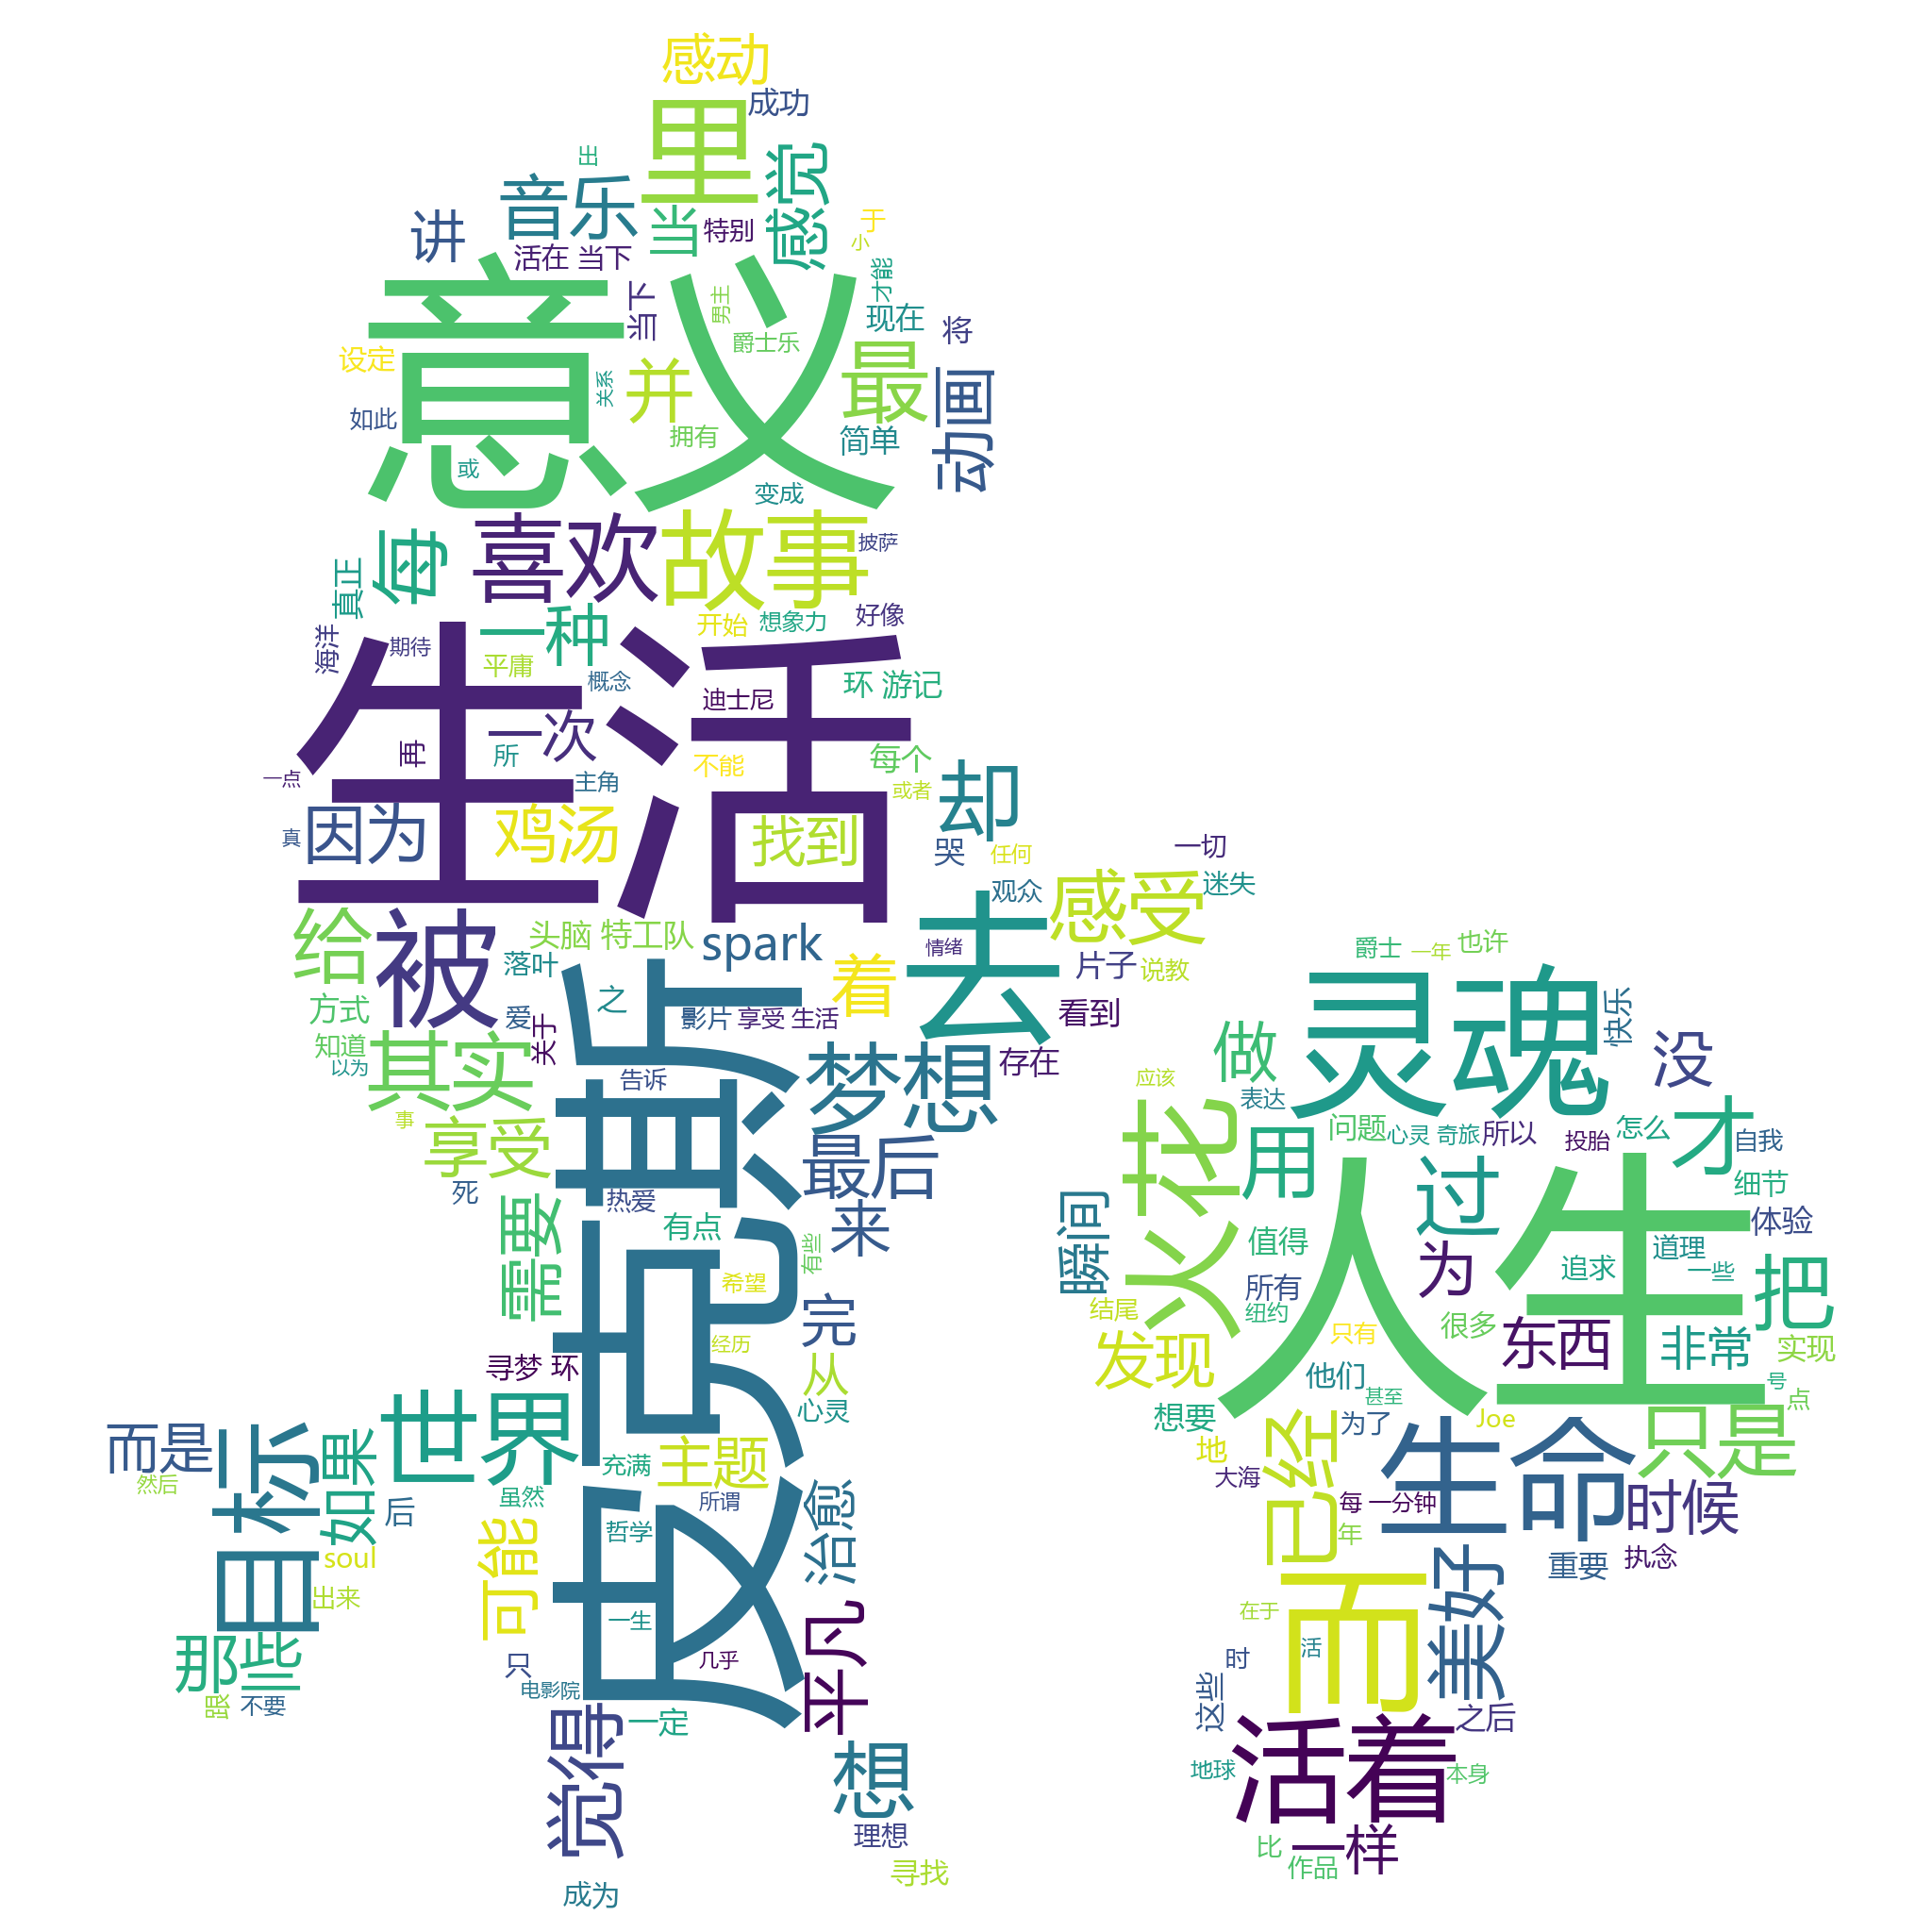 感动
成功
里
感觉
出
音乐
当
特别
讲
活在 当下
于
小
才能
意义
当下
男主
爵士乐
现在
将
设定
关系
并
最
动画
如此
拥有
简单
或
变成
每
喜欢
故事
披萨
真正
一种
开始
想象力
好像
海洋
期待
平庸
概念
环 游记
生活
迪士尼
一次
再
所
主角
不能
每个
或者
一点
因为
鸡汤
找到
却
真
哭
任何
一切
观众
感受
迷失
给
被
头脑 特工队
spark
去
情绪
片子
说教
落叶
着
爵士
一年
也许
方式
爱
之
影片
享受 生活
看到
灵魂
快乐
知道
关于
其实
梦想
存在
做
没
以为
告诉
皮克斯
应该
表达
事
享受
最后
火花
用
问题
心灵 奇旅
所以
投胎
怎么
才
自我
死
热爱
瞬间
过
细节
需要
有点
来
值得
为
体验
有些
人生
追求
道理
一些
希望
所有
把
完
结尾
纽约
很多
东西
非常
经历
发现
只有
实现
寻梦 环
从
他们
甚至
号
点
世界
心灵
想要
为了
Joe
而是
目标
如果
充满
主题
地
已经
生命
只是
然后
后
虽然
所谓
治愈
大海
每 一分钟
时候
soul
可能
哲学
年
重要
执念
出来
美好
那些
一生
平凡
在于
而
活
几乎
时
只
电影院
跟
不要
这些
之后
觉得
一定
活着
想
地球
本身
理想
比
一样
作品
寻找
成为